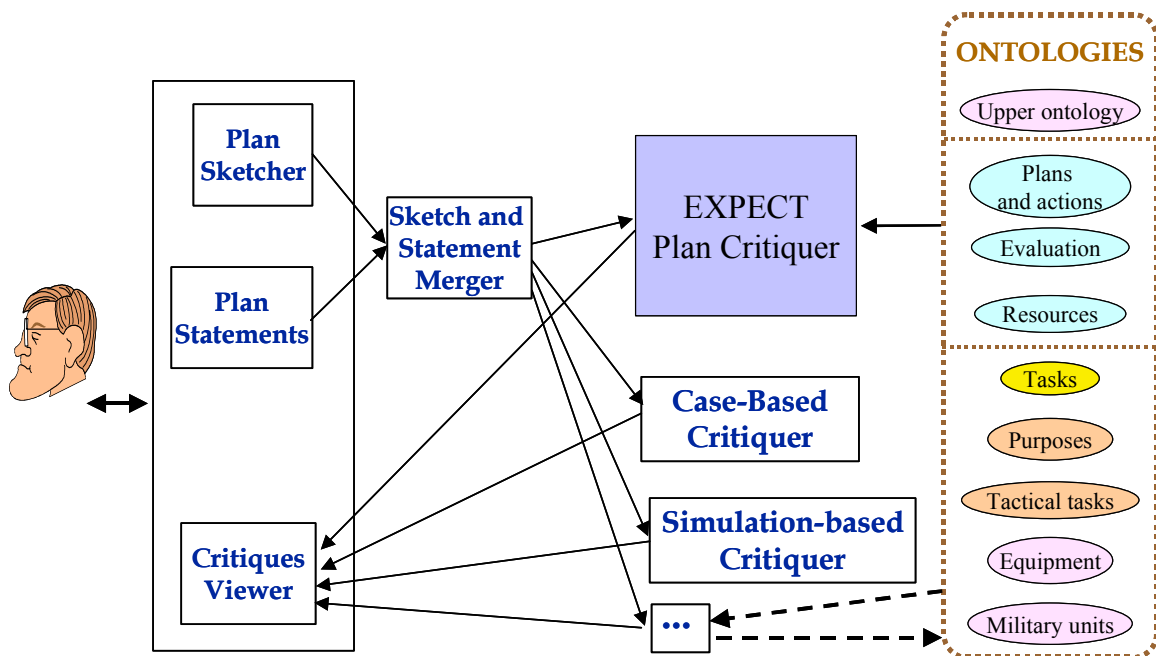 Plan
Sketcher
Plan
Statements
Critiques
Viewer
Sketch and
Statement
Merger
EXPECT
Plan Critiquer
Case-Based
Critiquer
Simulation-based
Critiquer
...
ONTOLOGIES
Upper ontology
Plans
and actions
Evaluation
Resources
Tasks
Purposes
Tactical tasks
Equipment
Military units